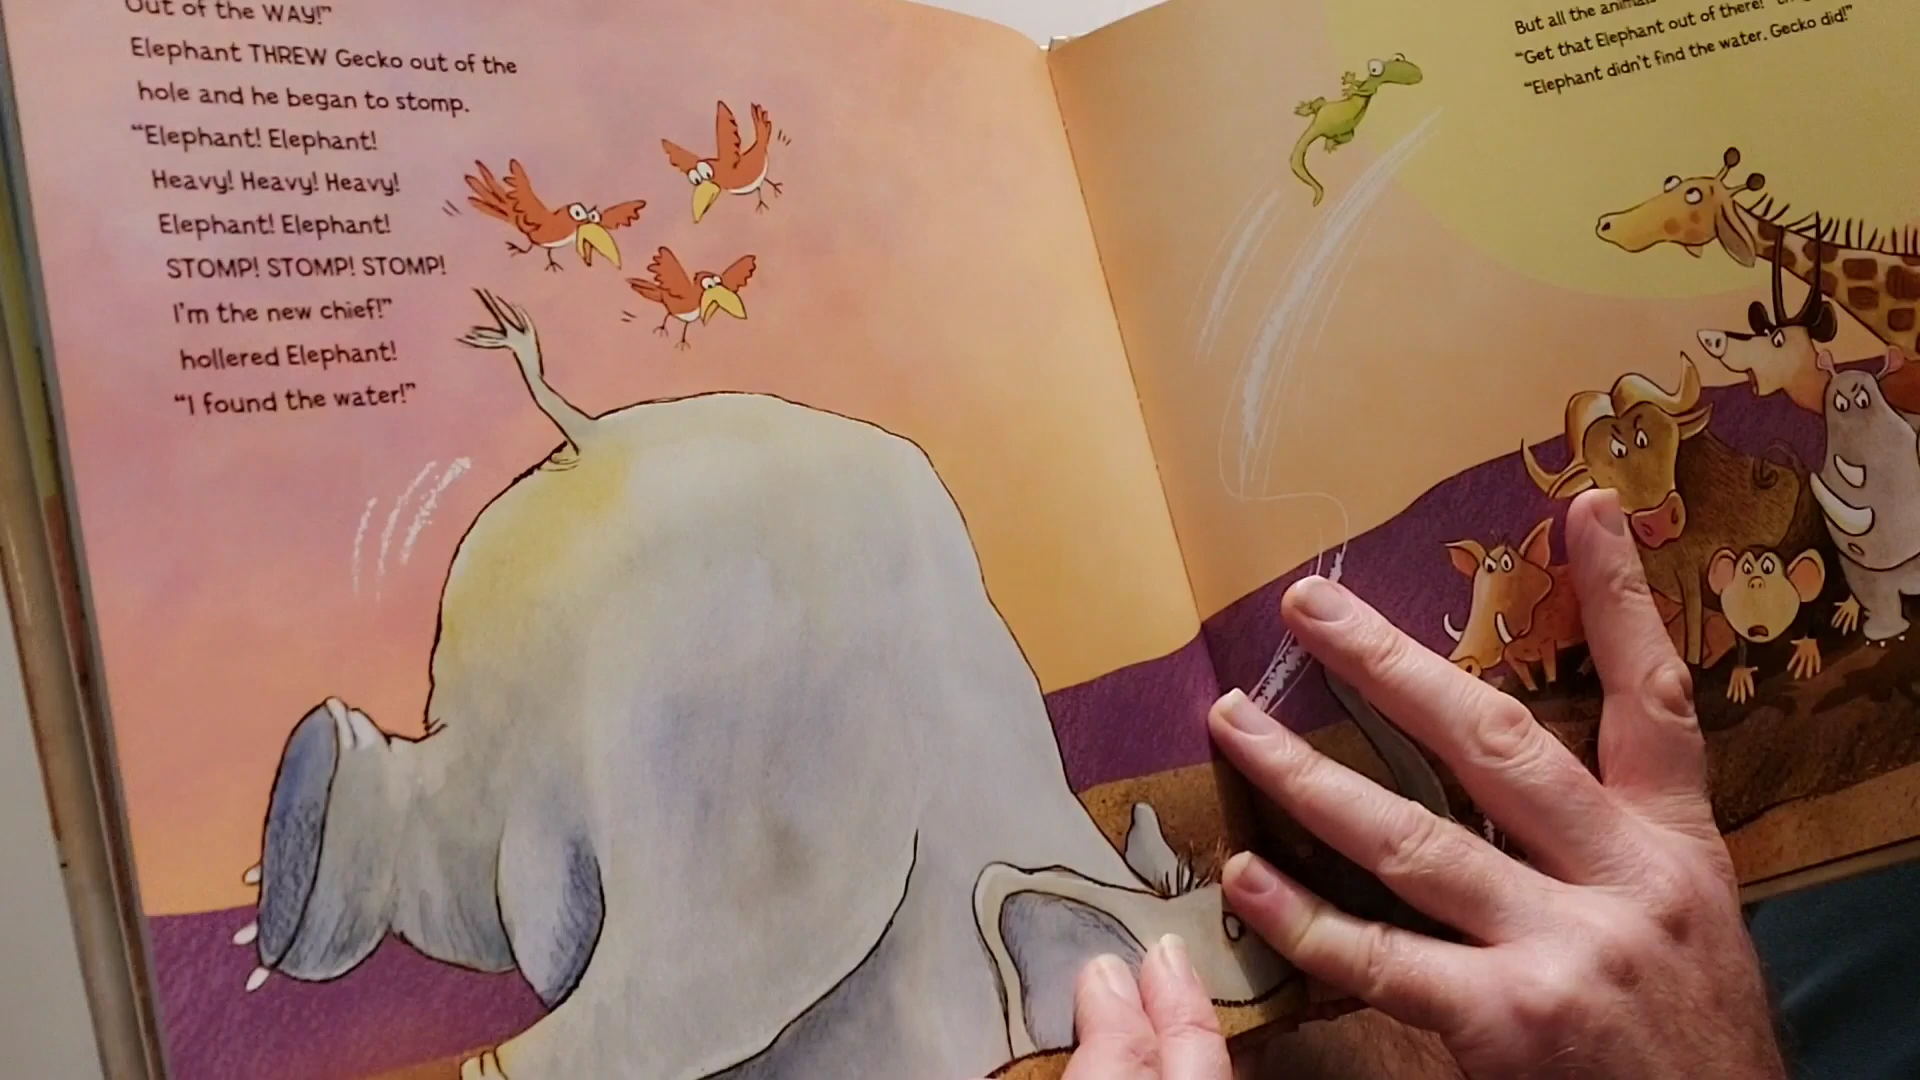 Out of the WAY!"
Elephant THREW Gecko out of the
hole and he began to stomp.
"Elephant! Elephant!
Heavy! Heavy! Heavy!
Elephant! Elephant!
STOMP! STOMP! STOMP!
I'm the new chief!"
hollered Elephant!
"I found the water!"
But all the animals
"Get that Elephant out of there!"
"Elephant didn't find the water. Gecko did!"